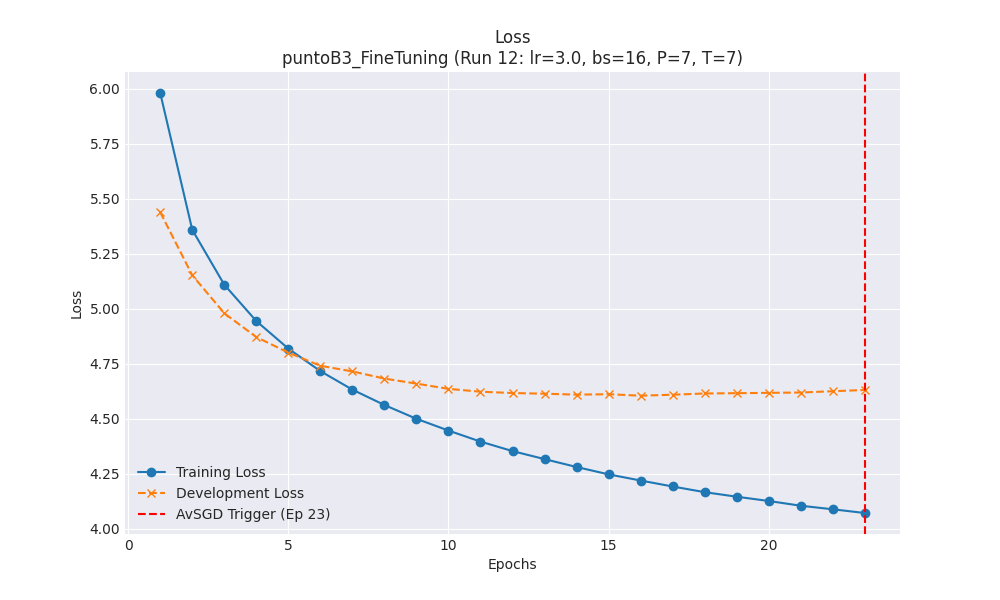 Loss
puntoB3_FineTuning (Run 12: lr=3.0, bs=16, P=7, T=7)
6.00
5.75
5.50
5.25
5.00
4.75
4.50
4.25
4.00
Loss
Training Loss
Development Loss
AvSGD Trigger (Ep 23)
0 5 10 15 20
Epochs